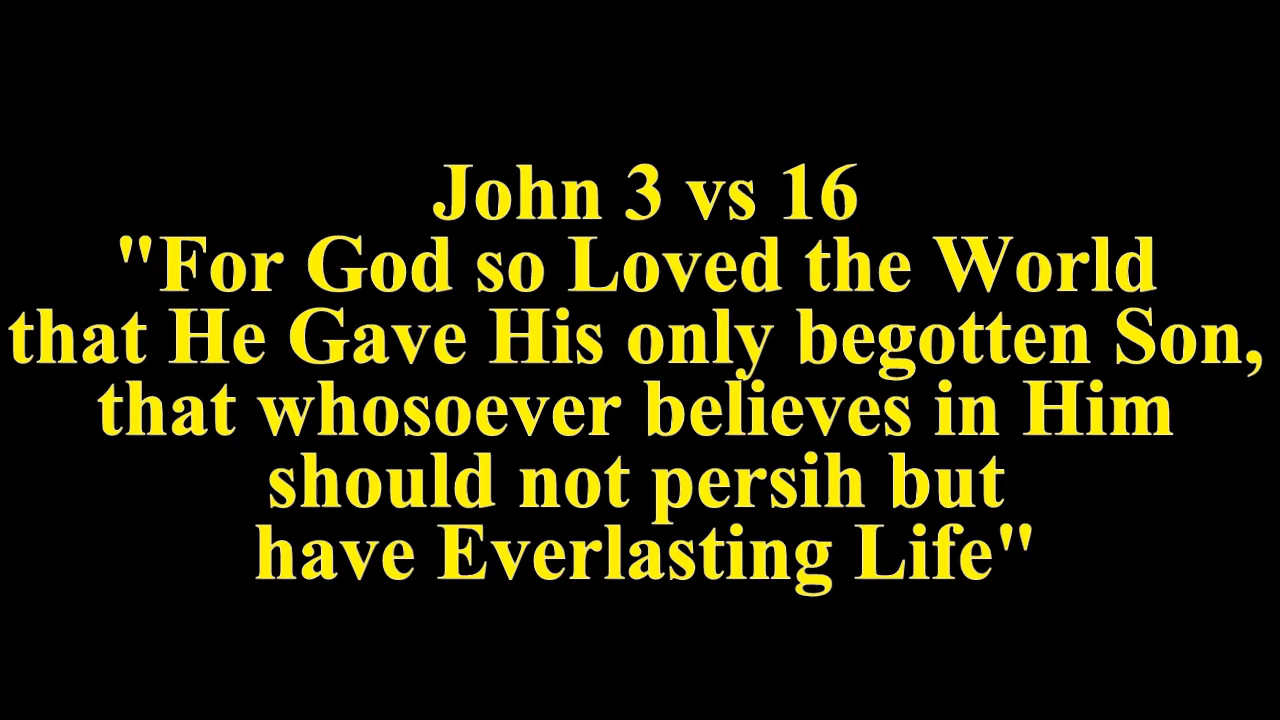 John 3 vs 16
"For God so Loved the World
that He Gave His only begotten Son,
that whosoever believes in Him
should not persih but
have Everlasting Life"